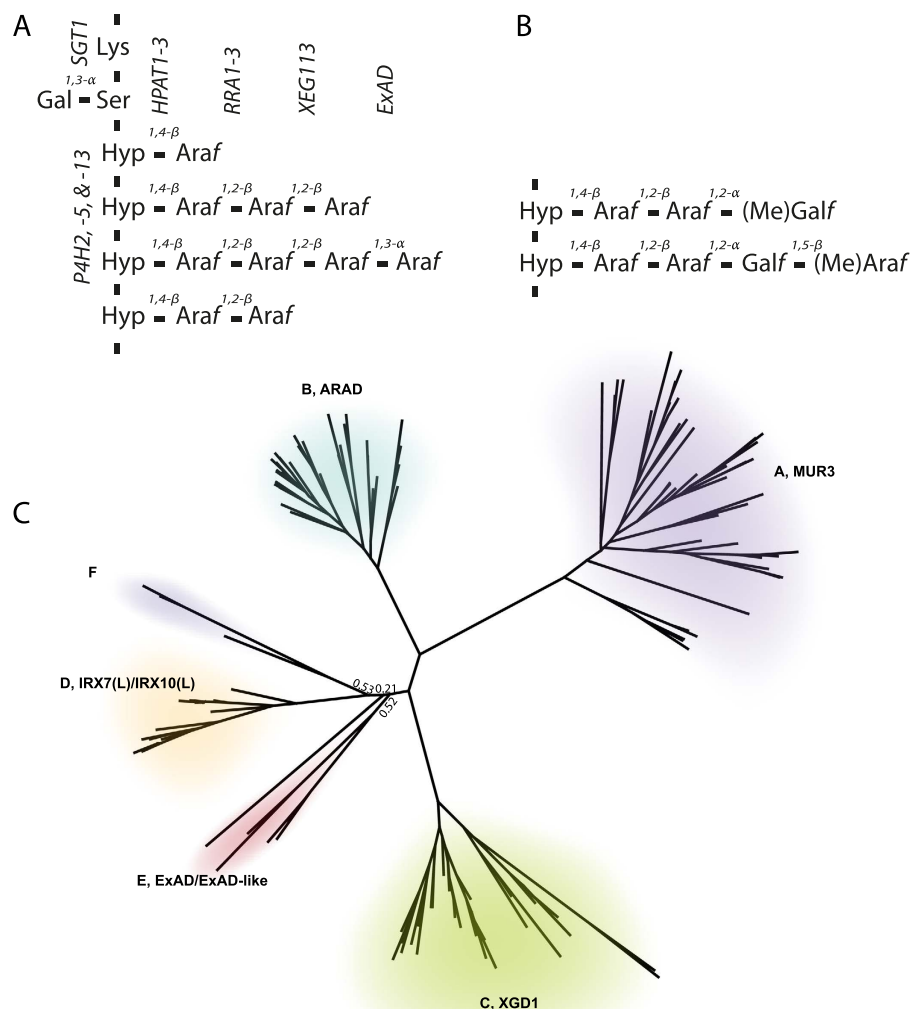 A
SGT1
Lys
HPAT1-3
RRA1-3
XEG113
ExAD
1,3-α
Gal Ser
P4H2, -5, & -13
1,4-β
Hyp Araf
1,4-β 1,2-β 1,2-β
Hyp Araf Araf Araf
1,4-β 1,2-β 1,2-β 1,3-α
Hyp Araf Araf Araf Araf
1,4-β 1,2-β
Hyp Araf Araf
B
1,4-β 1,2-β 1,2-α
Hyp Araf Araf (Me)Galf
1,4-β 1,2-β 1,2-α 1,5-β
Hyp Araf Araf Galf (Me)Araf
C
B, ARAD
A, MUR3
F
D, IRX7(L)/IRX10(L)
0.53
0.21
0.52
E, ExAD/ExAD-like
C, XGD1